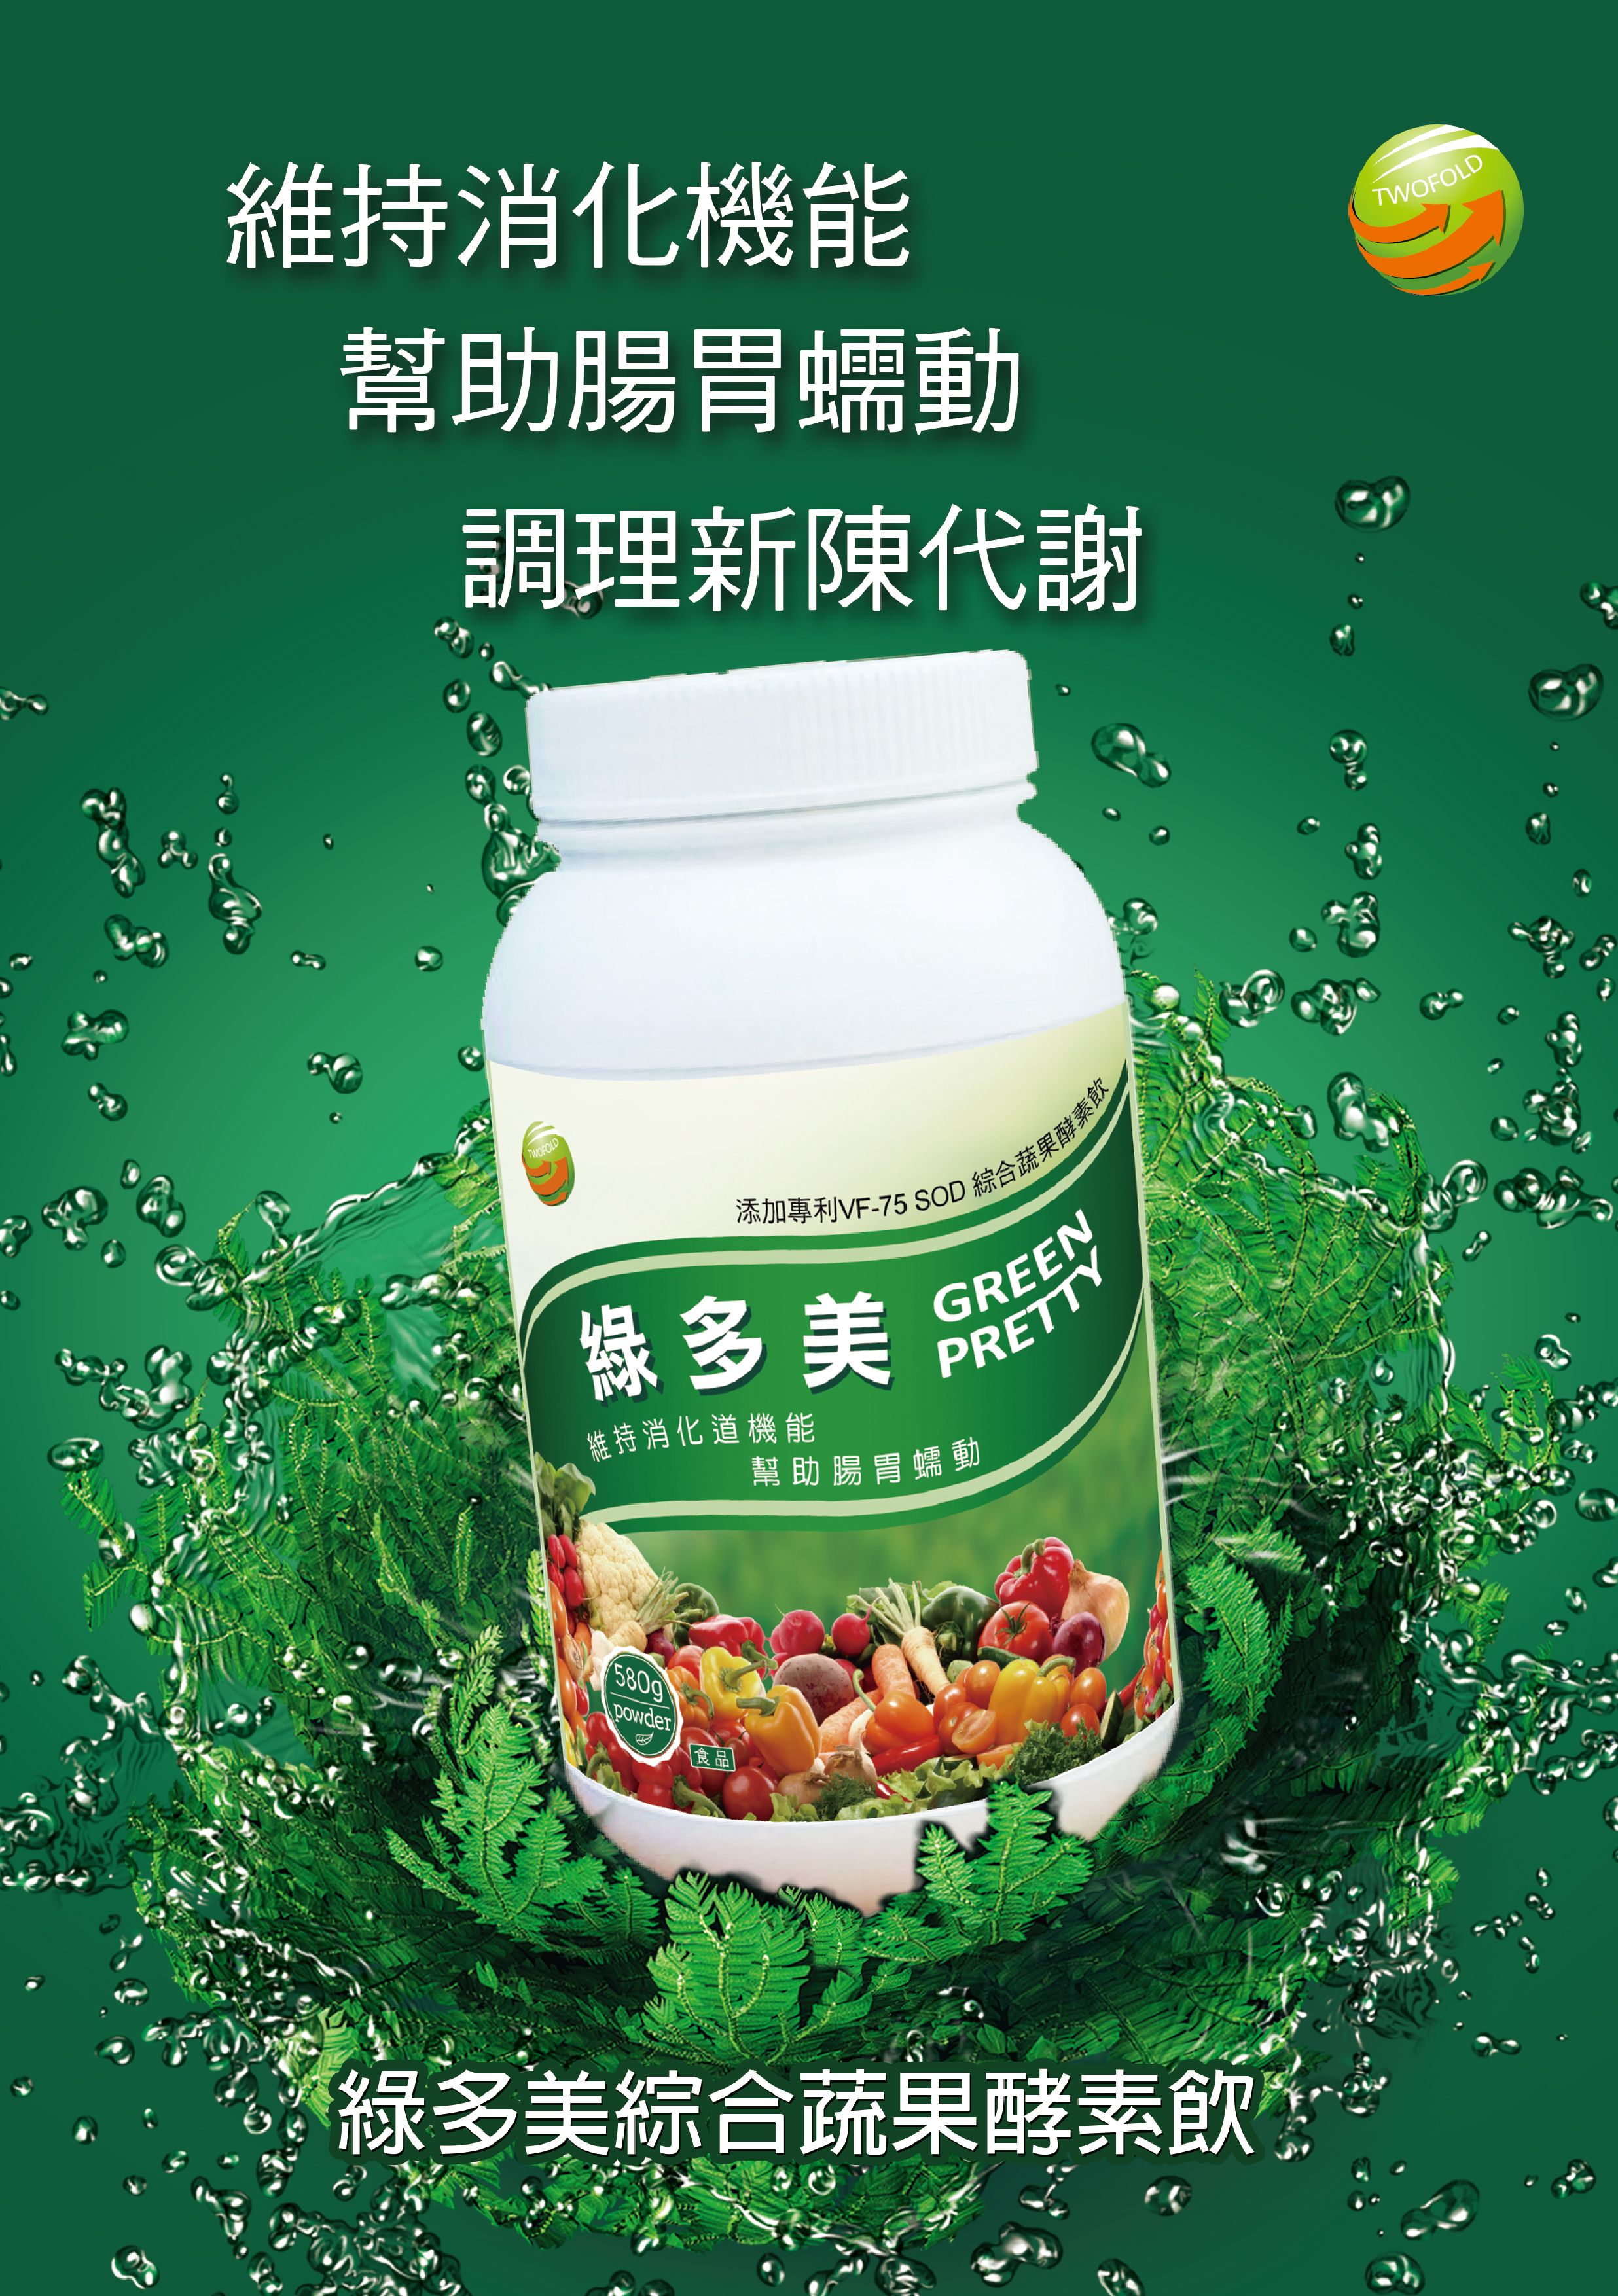 維持消化機能
TWOFOLD
幫助腸胃蠕動
調理新陳代謝
TWOFOLD
添加專利VF-75 SOD 綜合蔬果酵素飲
綠多美
GREEN
PRETTY
維持消化道機能
幫助腸胃蠕動
580g
powder
食品
綠多美綜合蔬果酵素飲